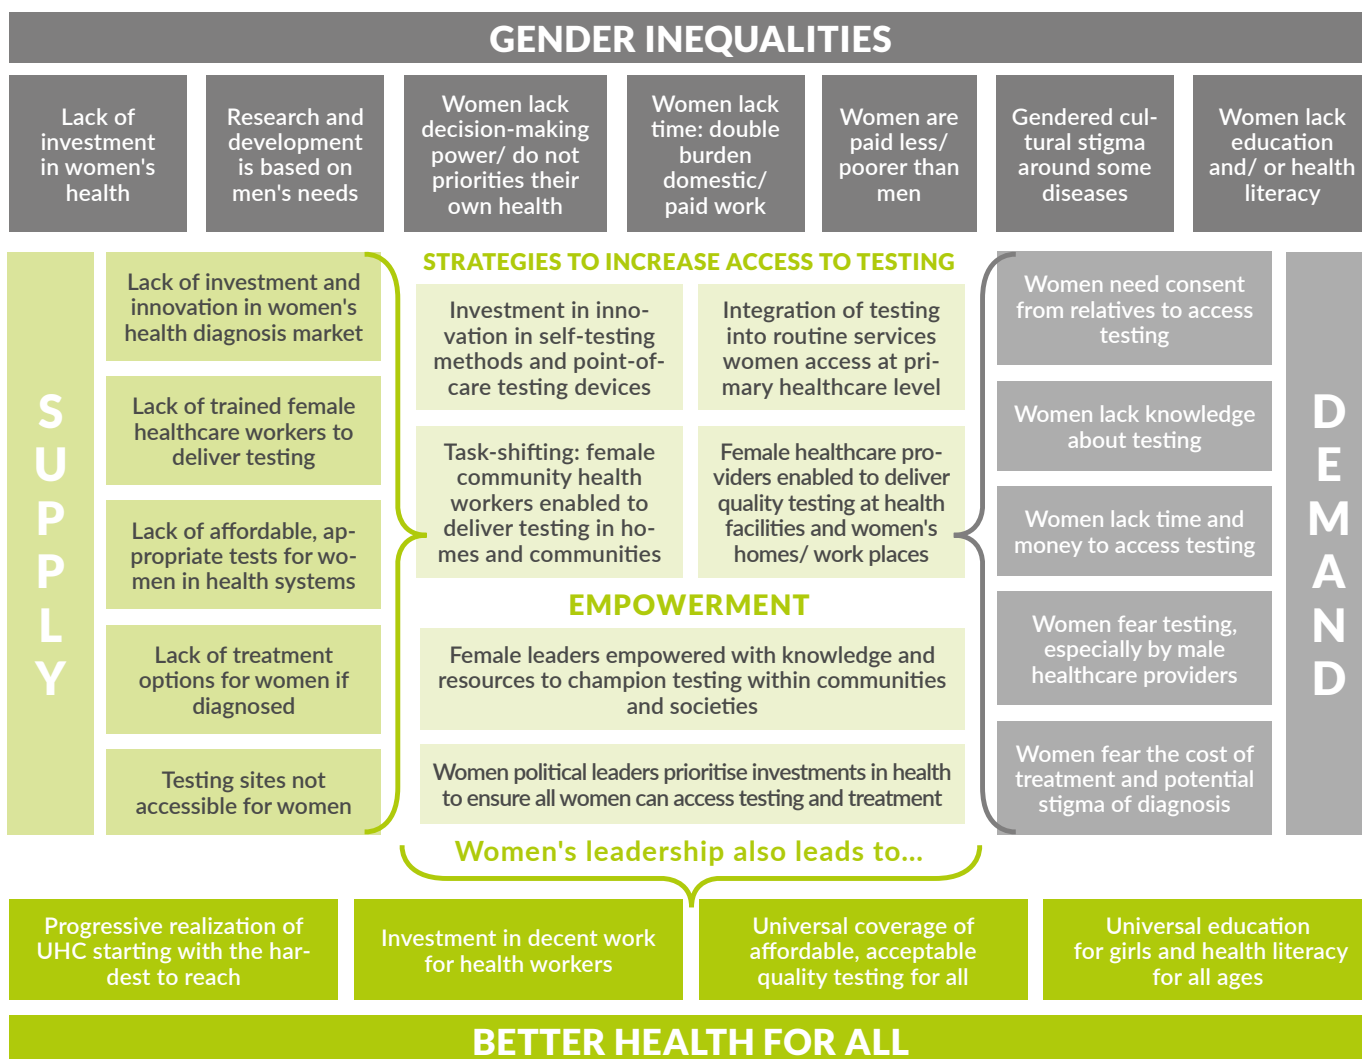 GENDER INEQUALITIES
Lack of
investment
in women's
health
Research and
development
is based on
men's needs
Women lack
decision-making
power/ do not
priorities their
own health
Women lack
time: double
burden
domestic/
paid work
Women are
paid less/
poorer than
men
Gendered cul-
tural stigma
around some
diseases
Women lack
education
and/ or health
literacy
SUPPLY
Lack of investment and
innovation in women's
health diagnosis market
Lack of trained female
healthcare workers to
deliver testing
Lack of affordable, ap-
propriate tests for wo-
men in health systems
Lack of treatment
options for women if
diagnosed
Testing sites not
accessible for women
STRATEGIES TO INCREASE ACCESS TO TESTING
Investment in inno-
vation in self-testing
methods and point-of-
care testing devices
Integration of testing
into routine services
women access at pri-
mary healthcare level
Task-shifting: female
community health
workers enabled to
deliver testing in ho-
mes and communities
Female healthcare pro-
viders enabled to deliver
quality testing at health
facilities and women's
homes/ work places
EMPOWERMENT
Female leaders empowered with knowledge and
resources to champion testing within communities
and societies
Women political leaders prioritise investments in health
to ensure all women can access testing and treatment
Women need consent
from relatives to access
testing
Women lack knowledge
about testing
Women lack time and
money to access testing
Women fear testing,
especially by male
healthcare providers
Women fear the cost of
treatment and potential
stigma of diagnosis
DEMAND
Women's leadership also leads to...
Progressive realization of
UHC starting with the har-
dest to reach
Investment in decent work
for health workers
Universal coverage of
affordable, acceptable
quality testing for all
Universal education
for girls and health literacy
for all ages
BETTER HEALTH FOR ALL